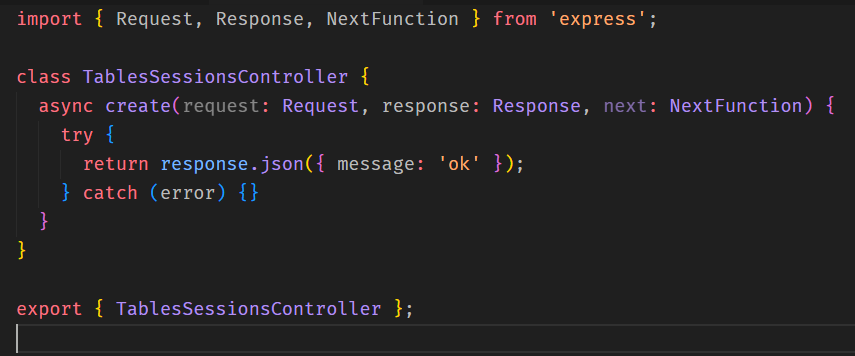 import { Request, Response, NextFunction } from 'express';

class TablesSessionsController {
  async create(request: Request, response: Response, next: NextFunction) {
    try {
      return response.json({ message: 'ok' });
    } catch (error) {}
  }
}

export { TablesSessionsController };